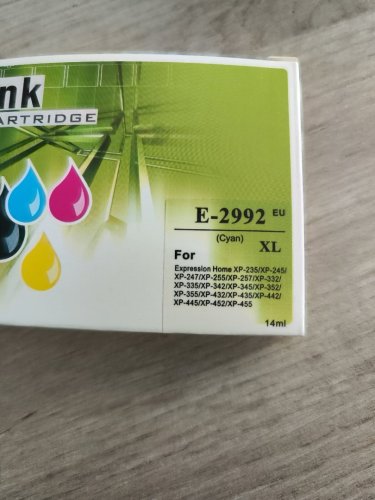 nk
ARTRIDGE
E-2992 EU
(Cyan) XL
For
Expression Home XP-235/XP-245/
XP-247/XP-255/XP-257/XP-332/
XP-335/XP-342/XP-345/XP-352/
XP-355/XP-432/XP-435/XP-442/
XP-445/XP-452/XP-455
14ml